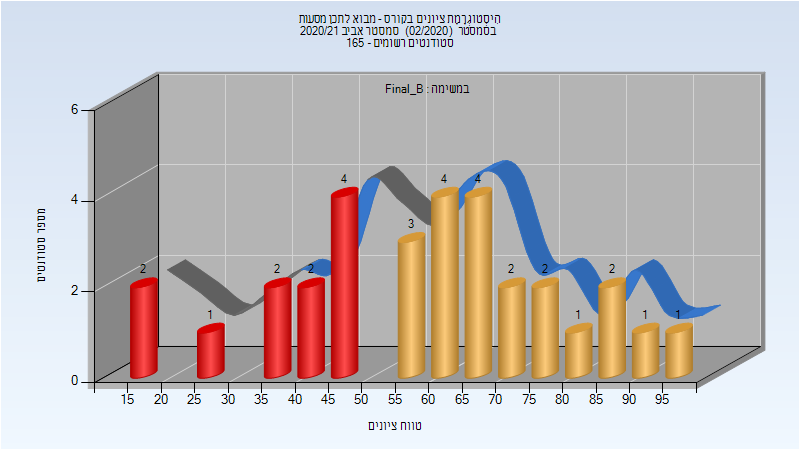 היסטוגרמת ציונים בקורס - מבוא לתכן מסעות
בסמסטר (02/2020) סמסטר אביב 2020/21
סטודנטים רשומים - 165
במשימה : Final_B
מספר סטודנטים
6
4
2
0
2
1
2
2
4
3
4
4
2
2
1
2
1
1
15 20 25 30 35 40 45 50 55 60 65 70 75 80 85 90 95
טווח ציונים